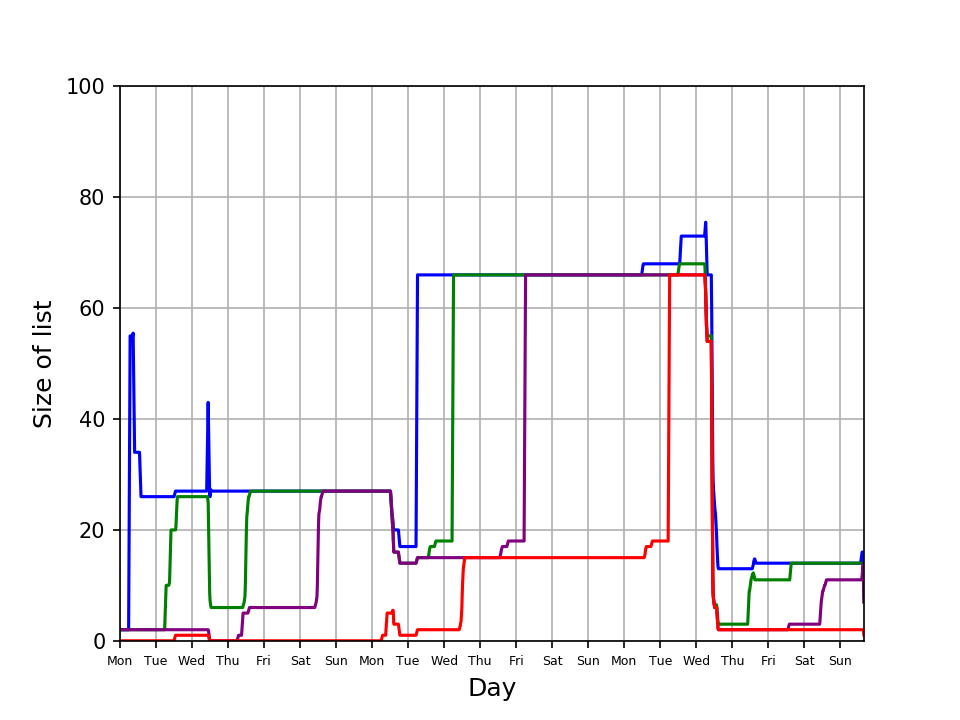 100
80
60
40
20
0
Size of list
Mon Tue Wed Thu Fri Sat Sun Mon Tue Wed Thu Fri Sat Sun Mon Tue Wed Thu Fri Sat Sun
Day